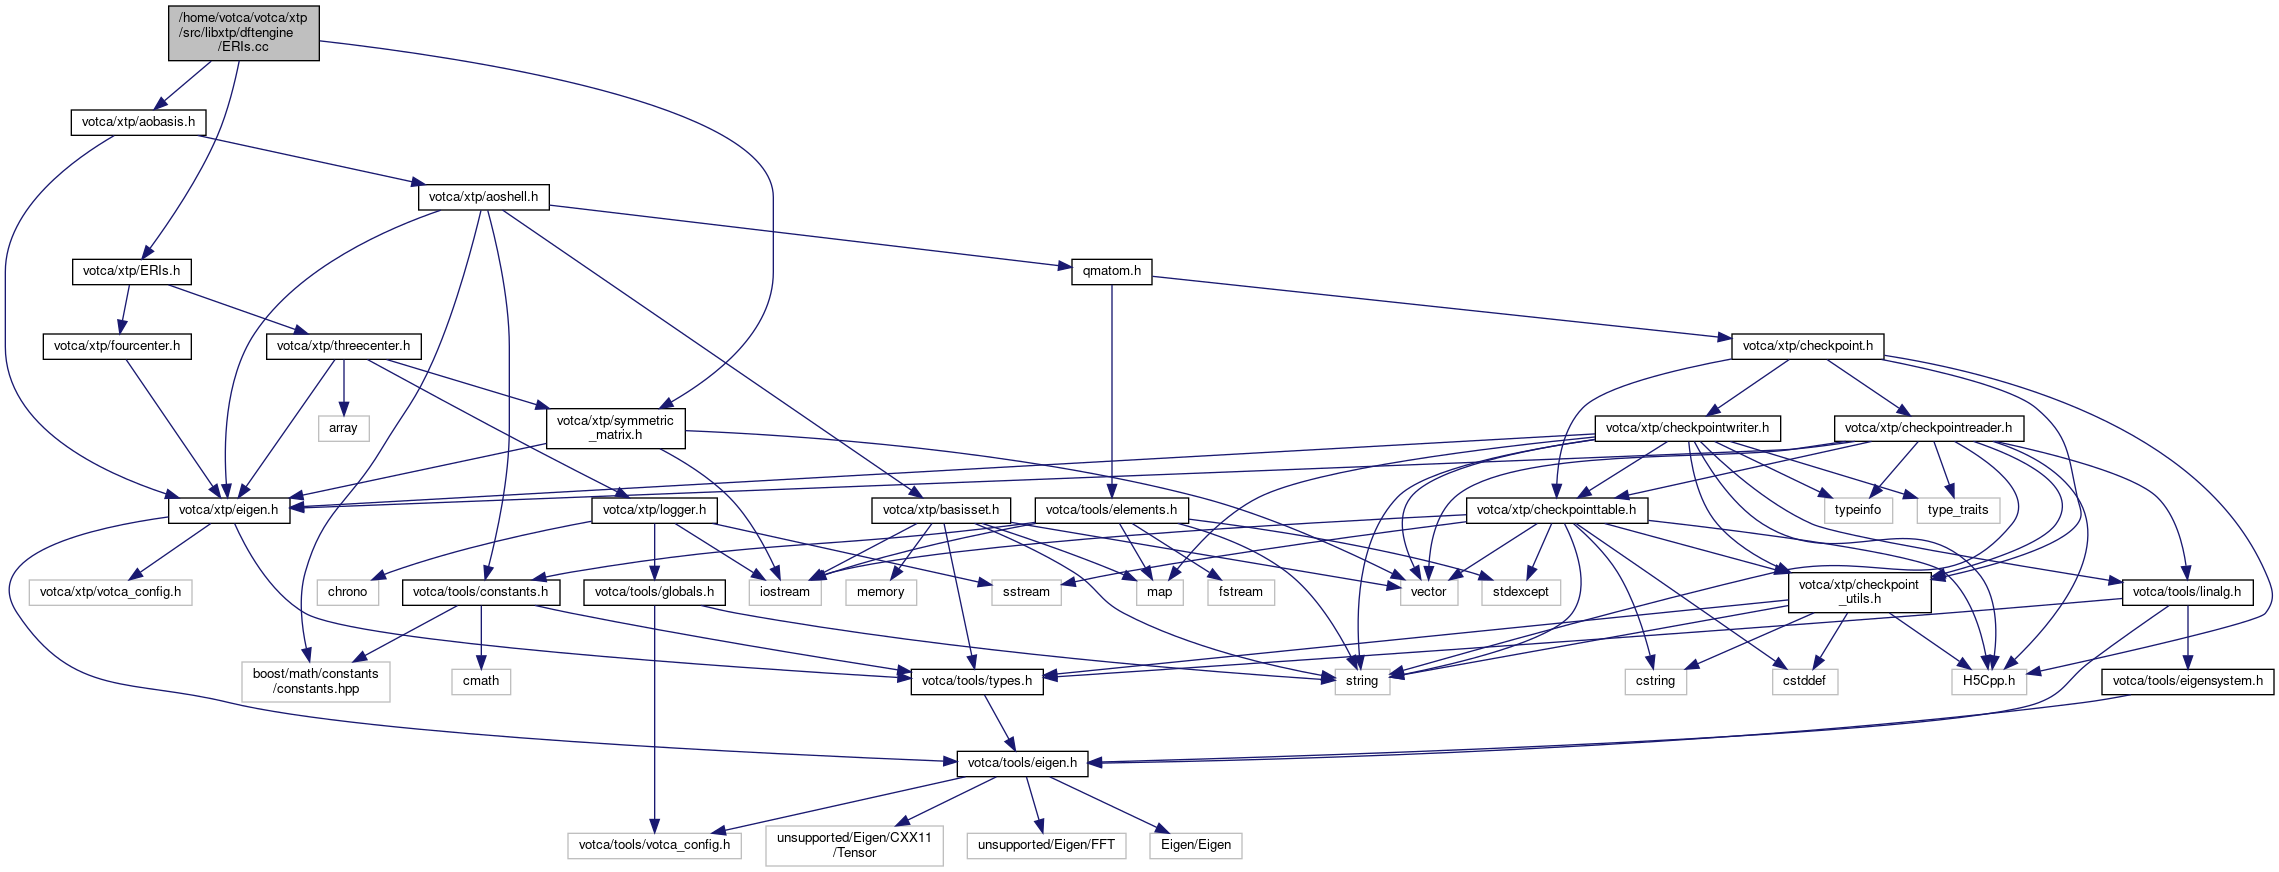 /home/votca/votca/xtp
/src/libxtp/dftengine
/ERIs.cc
votca/xtp/aobasis.h
votca/xtp/aoshell.h
votca/xtp/ERIs.h
qmatom.h
votca/xtp/fourcenter.h
votca/xtp/threecenter.h
votca/xtp/checkpoint.h
array
votca/xtp/symmetric
_matrix.h
votca/xtp/checkpointwriter.h
votca/xtp/checkpointreader.h
votca/xtp/eigen.h
votca/xtp/logger.h
votca/xtp/basisset.h
votca/tools/elements.h
votca/xtp/checkpointtable.h
typeinfo
type_traits
votca/xtp/votca_config.h
chrono
votca/tools/constants.h
votca/tools/globals.h
iostream
memory
sstream
map
fstream
vector
stdexcept
votca/xtp/checkpoint
_utils.h
votca/tools/linalg.h
boost/math/constants
/constants.hpp
cmath
votca/tools/types.h
string
cstring
cstddef
H5Cpp.h
votca/tools/eigensystem.h
votca/tools/eigen.h
votca/tools/votca_config.h
unsupported/Eigen/CXX11
/Tensor
unsupported/Eigen/FFT
Eigen/Eigen